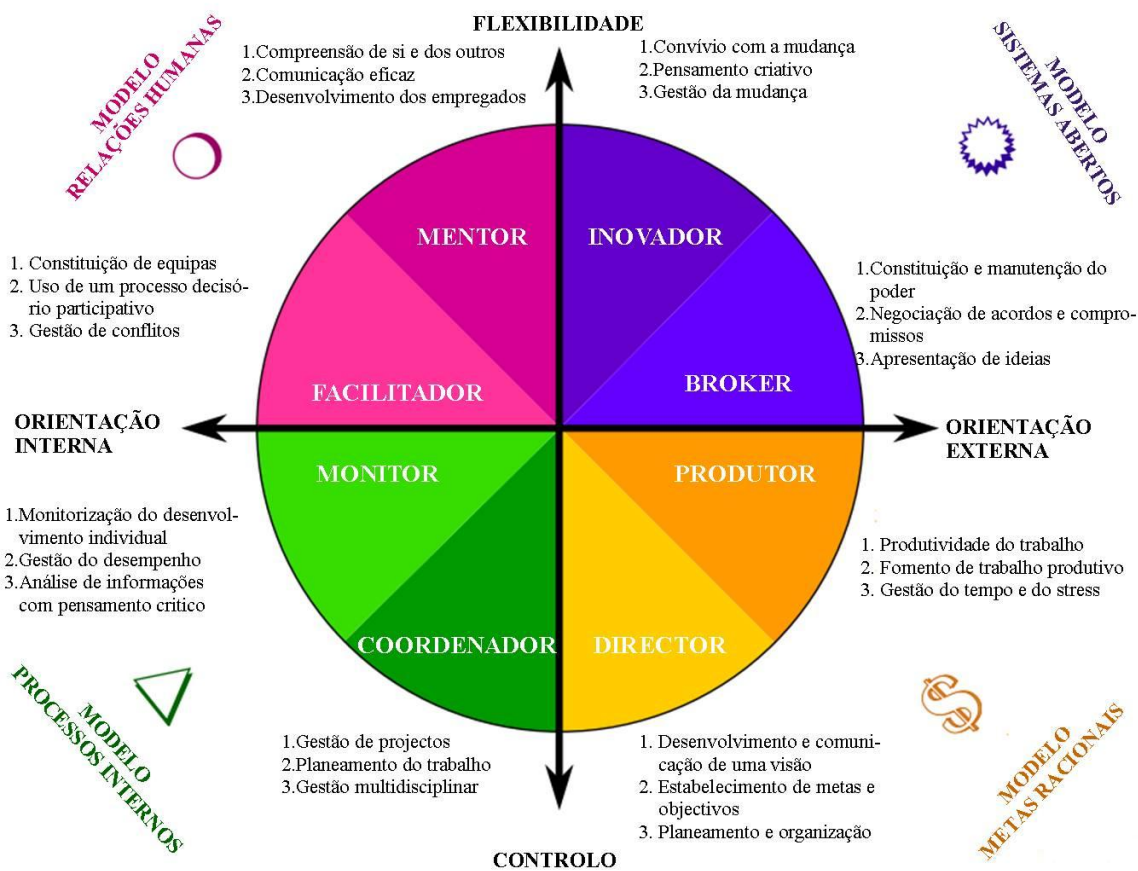 FLEXIBILIDADE
MODELO
RELAÇÕES HUMANAS
1.Compreensão de si e dos outros
2.Comunicação eficaz
3.Desenvolvimento dos empregados
1.Convívio com a mudança
2.Pensamento criativo
3.Gestão da mudança
MODELO
SISTEMAS ABERTOS
MENTOR
INOVADOR
1. Constituição de equipas
2. Uso de um processo decisó-
rio participativo
3. Gestão de conflitos
1.Constituição e manutenção do
poder
2.Negociação de acordos e compro-
missos
3.Apresentação de ideias
FACILITADOR
BROKER
ORIENTAÇÃO
INTERNA
ORIENTAÇÃO
EXTERNA
MONITOR
PRODUTOR
1.Monitorização do desenvol-
vimento individual
2.Gestão do desempenho
3.Análise de informações
com pensamento critico
1. Produtividade do trabalho
2. Fomento de trabalho produtivo
3. Gestão do tempo e do stress
COORDENADOR
DIRECTOR
MODELO
PROCESSOS INTERNOS
1.Gestão de projectos
2.Planeamento do trabalho
3.Gestão multidisciplinar
1. Desenvolvimento e comuni-
cação de uma visão
2. Estabelecimento de metas e
objectivos
3. Planeamento e organização
$
MODELO
METAS RACIONAIS
CONTROLO